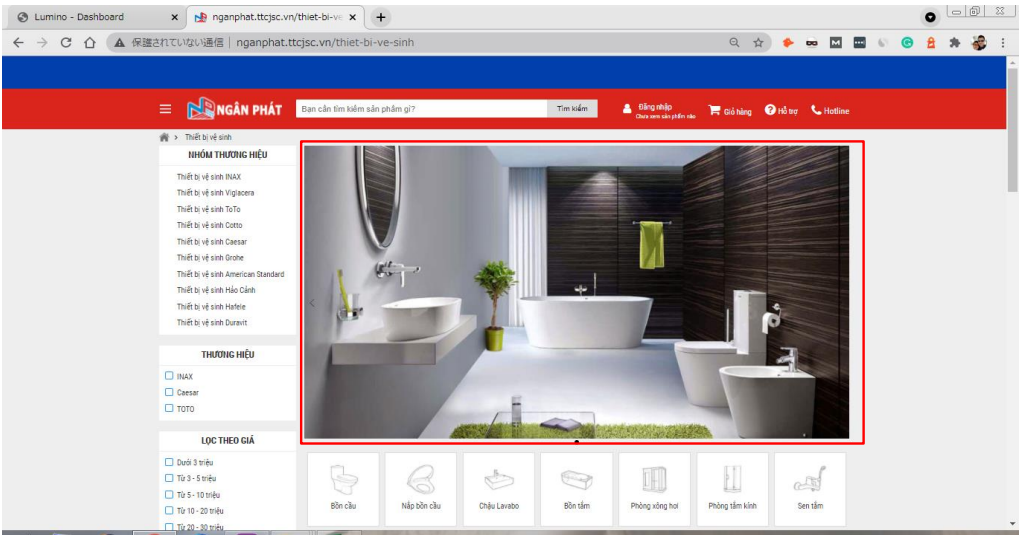 Lumino - Dashboard
nganphat.ttcjsc.vn/thiet-bi-ve
保護されていない通信 | nganphat.ttcjsc.vn/thiet-bi-ve-sinh
NGÂN PHÁT
Bạn cần tìm kiếm sản phẩm gì?
Tìm kiếm
Đăng nhập
Chưa xem sản phẩm nào
Giỏ hàng
Hỗ trợ
Hotline
Thiết bị vệ sinh
NHÓM THƯƠNG HIỆU
Thiết bị vệ sinh INAX
Thiết bị vệ sinh Viglacera
Thiết bị vệ sinh ToTo
Thiết bị vệ sinh Cotto
Thiết bị vệ sinh Caesar
Thiết bị vệ sinh Grohe
Thiết bị vệ sinh American Standard
Thiết bị vệ sinh Hảo Cảnh
Thiết bị vệ sinh Hafele
Thiết bị vệ sinh Duravit
THƯƠNG HIỆU
INAX
Caesar
TOTO
LỌC THEO GIÁ
Dưới 3 triệu
Từ 3 - 5 triệu
Từ 5 - 10 triệu
Từ 10 - 20 triệu
Từ 20 - 30 triệu
Bồn cầu
Nắp bồn cầu
Chậu Lavabo
Bồn tắm
Phòng xông hơi
Phòng tắm kính
Sen tắm